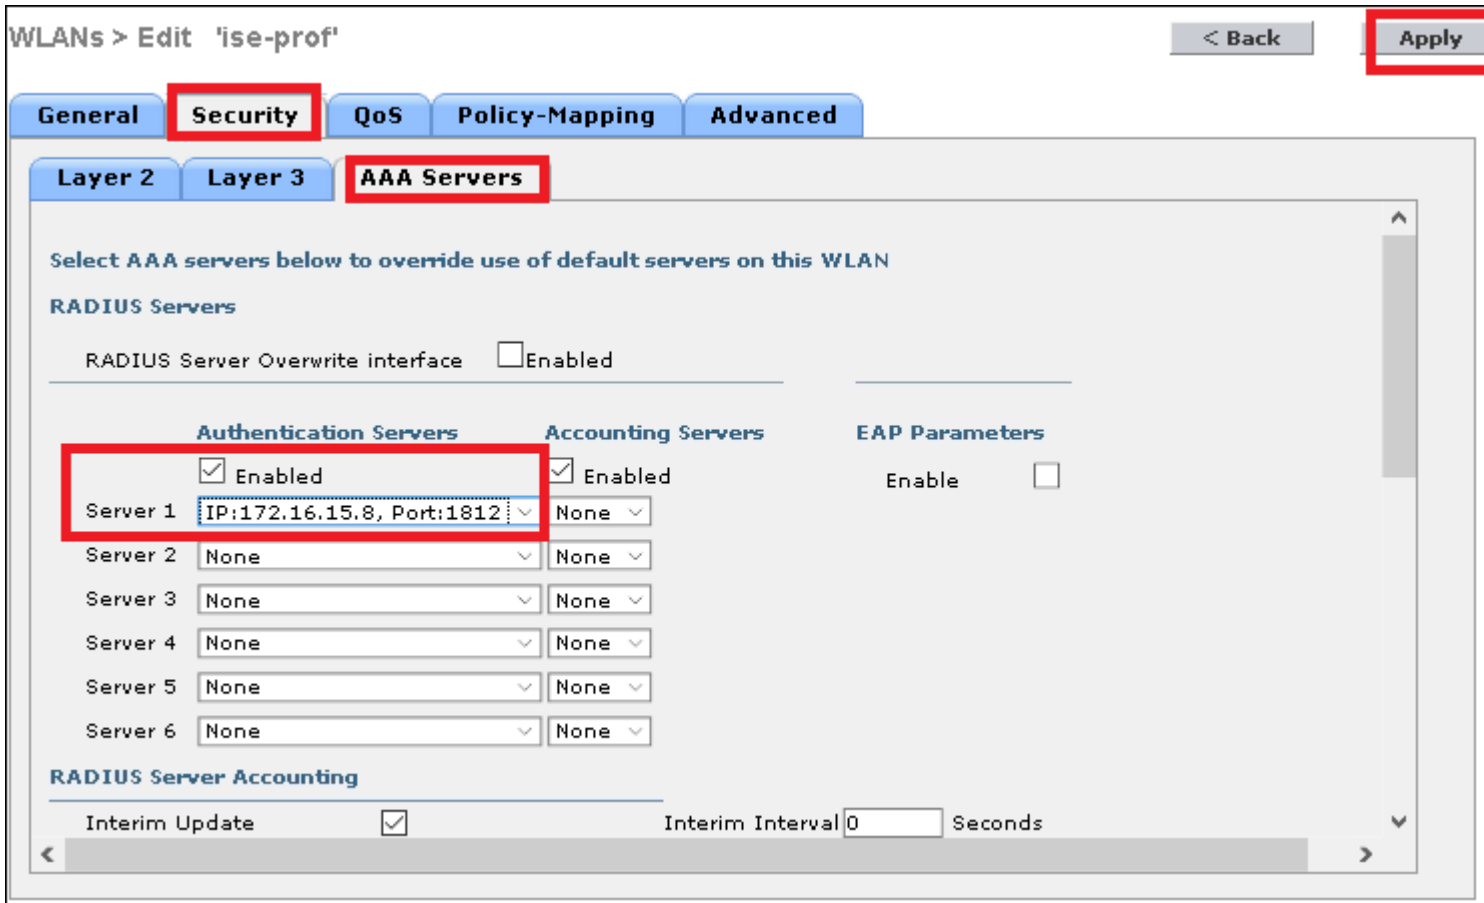 WLANs > Edit 'ise-prof'
< Back
Apply
General
Security
QoS
Policy-Mapping
Advanced
Layer 2
Layer 3
AAA Servers
Select AAA servers below to override use of default servers on this WLAN
RADIUS Servers
RADIUS Server Overwrite interface Enabled
Authentication Servers Accounting Servers EAP Parameters
Enabled Enabled Enable
Server 1 IP:172.16.15.8, Port:1812 None
Server 2 None None
Server 3 None None
Server 4 None None
Server 5 None None
Server 6 None None
RADIUS Server Accounting
Interim Update Interim Interval 0 Seconds